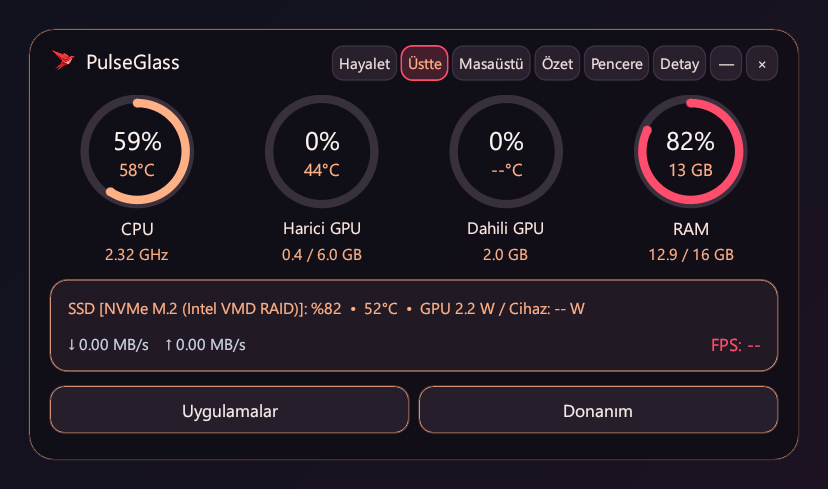 PulseGlass
Hayalet Üstte Masaüstü Özet Pencere Detay — ×
59% 0% 0% 82%
58°C 44°C --°C 13 GB
CPU Harici GPU Dahili GPU RAM
2.32 GHz 0.4 / 6.0 GB 2.0 GB 12.9 / 16 GB
SSD [NVMe M.2 (Intel VMD RAID)]: %82 • 52°C • GPU 2.2 W / Cihaz: -- W
↓ 0.00 MB/s ↑ 0.00 MB/s FPS: --
Uygulamalar Donanım